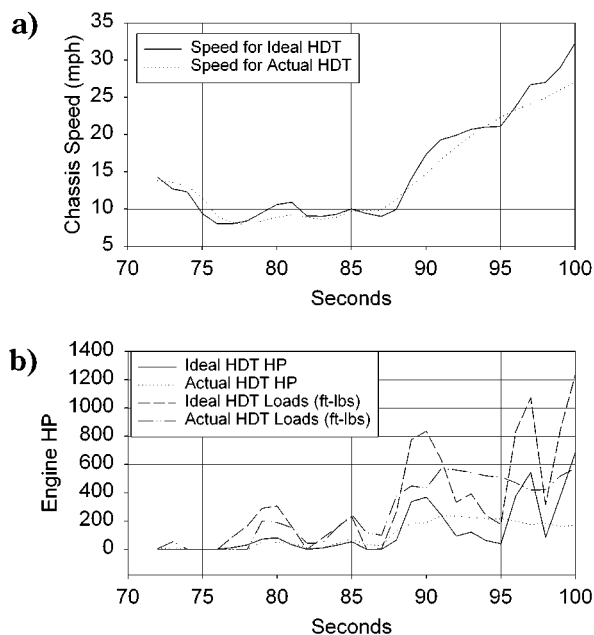 a)
35
30
25
20
15
10
5
Chassis Speed (mph)
Speed for Ideal HDT
Speed for Actual HDT
70 75 80 85 90 95 100
Seconds
b)
1400
1200
1000
800
600
400
200
0
Engine HP
Ideal HDT HP
Actual HDT HP
Ideal HDT Loads (ft-lbs)
Actual HDT Loads (ft-lbs)
70 75 80 85 90 95 100
Seconds